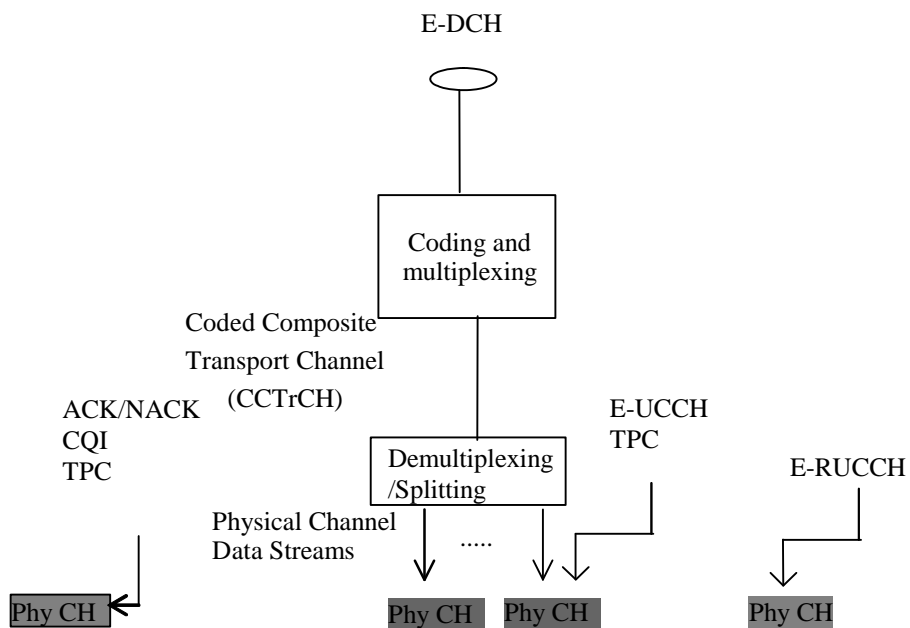 E-DCH
Coding and
multiplexing
Coded Composite
Transport Channel
(CCTrCH)
ACK/NACK
CQI
TPC
E-UCCH
TPC
E-RUCCH
Demultiplexing
/Splitting
Physical Channel
Data Streams
.....
Phy CH
Phy CH
Phy CH
Phy CH